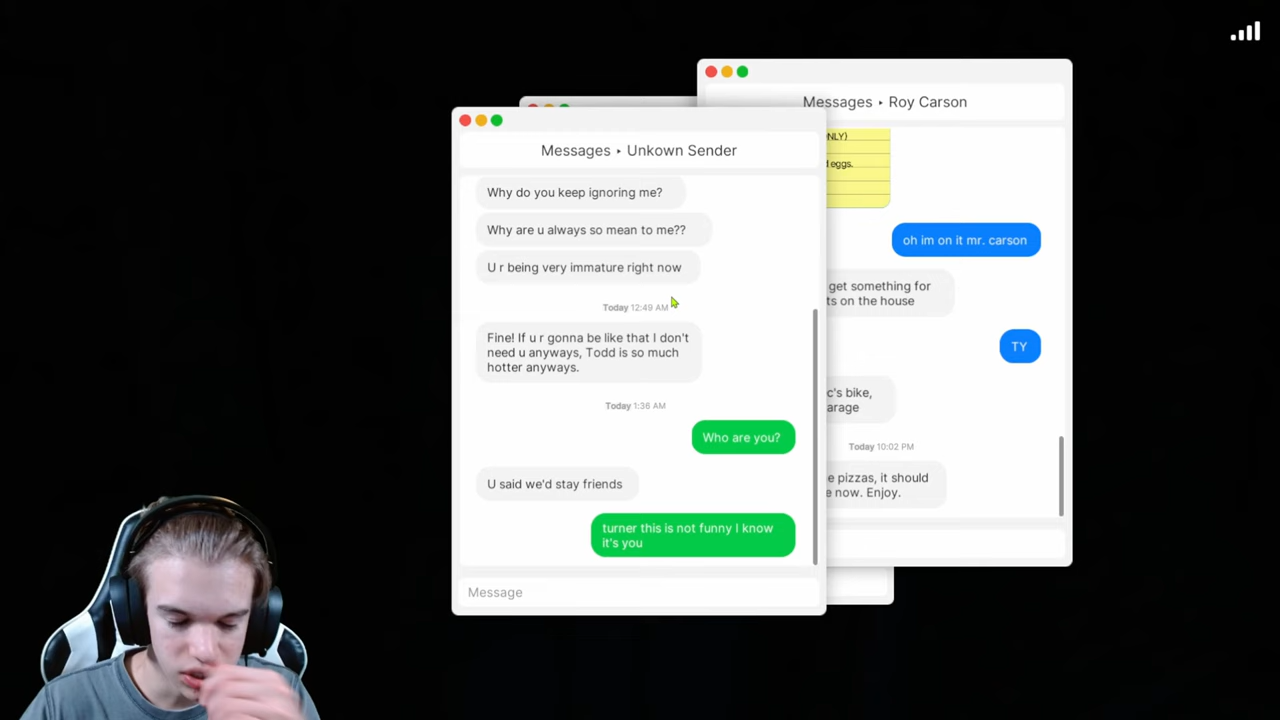 Messages ‣ Roy Carson
NLY)
d eggs.
oh im on it mr. carson
get something for
ts on the house
TY
c's bike,
arage
Today 10:02 PM
e pizzas, it should
e now. Enjoy.
Messages ‣ Unkown Sender
Why do you keep ignoring me?
Why are u always so mean to me??
U r being very immature right now
Today 12:49 AM
Fine! If u r gonna be like that I don't
need u anyways, Todd is so much
hotter anyways.
Today 1:36 AM
Who are you?
U said we'd stay friends
turner this is not funny I know
it's you
Message